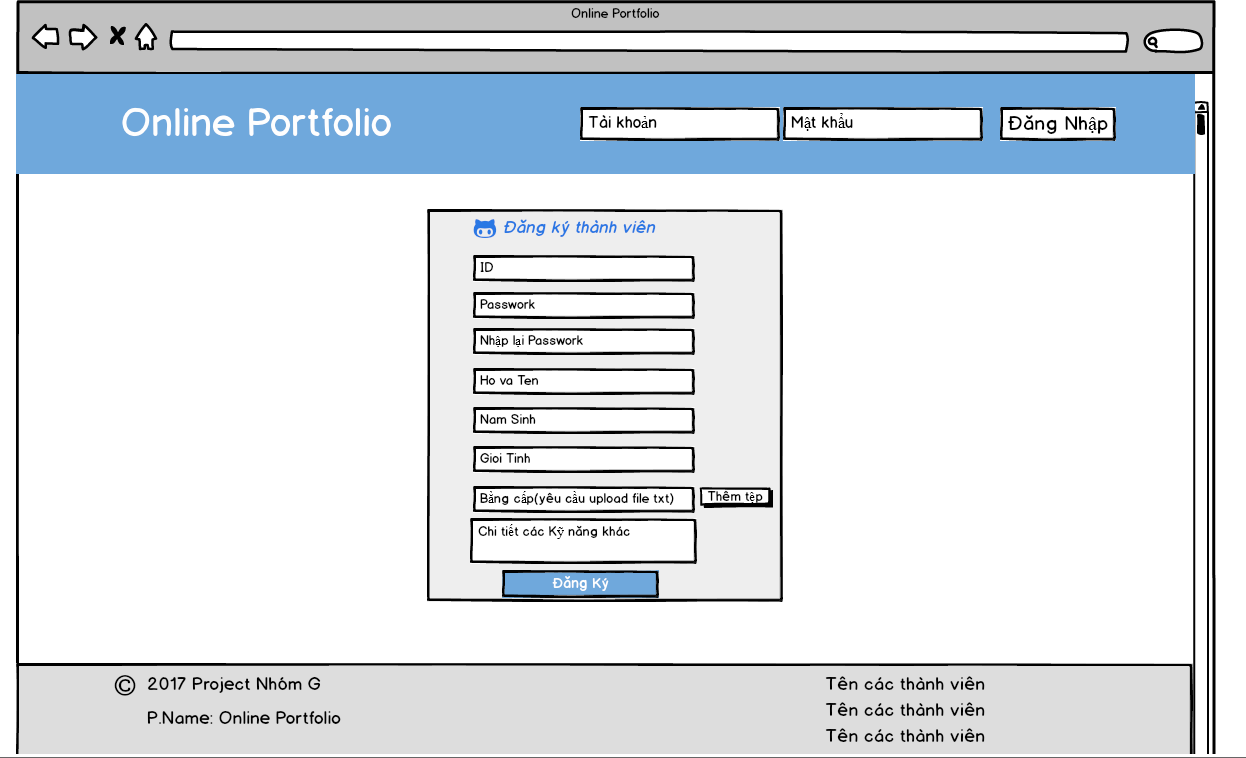 Online Portfolio
Online Portfolio
Tài khoản
Mật khẩu
Đăng Nhập
Đăng ký thành viên
ID
Passwork
Nhập lại Passwork
Ho va Ten
Nam Sinh
Gioi Tinh
Bằng cấp(yêu cầu upload file txt)
Thêm tệp
Chi tiết các Kỹ năng khác
Đăng Ký
© 2017 Project Nhóm G
P.Name: Online Portfolio
Tên các thành viên
Tên các thành viên
Tên các thành viên